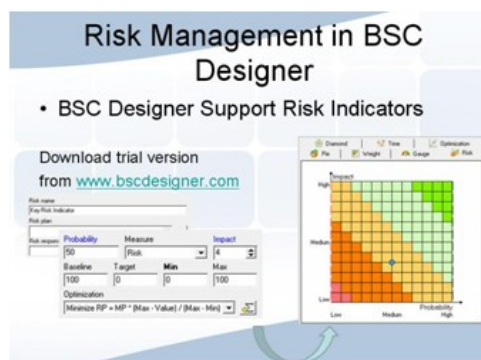 Risk Management in BSC
Designer
• BSC Designer Support Risk Indicators
Download trial version
from www.bscdesigner.com
Risk name
Key Risk Indicator
Risk plan
Probability Measure Impact
50 Risk 4
Baseline Target Min Max
100 0 0 100
Optimization
Minimize RP = MP * (Max - Value) / (Max - Min)
Diamond Time Optimization
Pie Weight Gauge Risk
Impact
High
Medium
Low
Probability
Low Medium High